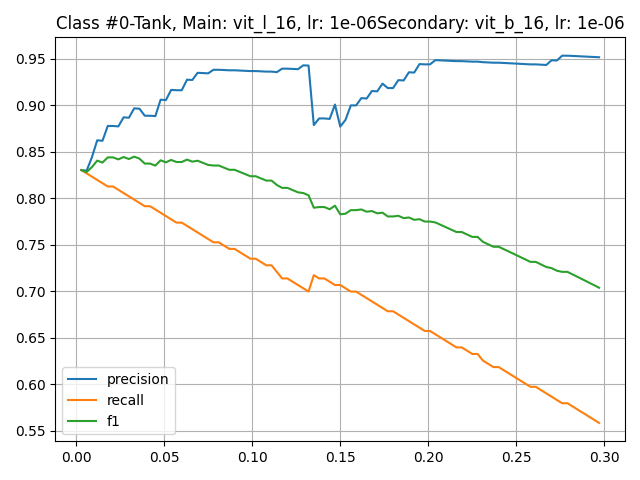 Class #0-Tank, Main: vit_l_16, lr: 1e-06Secondary: vit_b_16, lr: 1e-06
0.95
0.90
0.85
0.80
0.75
0.70
0.65
0.60
0.55
precision
recall
f1
0.00 0.05 0.10 0.15 0.20 0.25 0.30